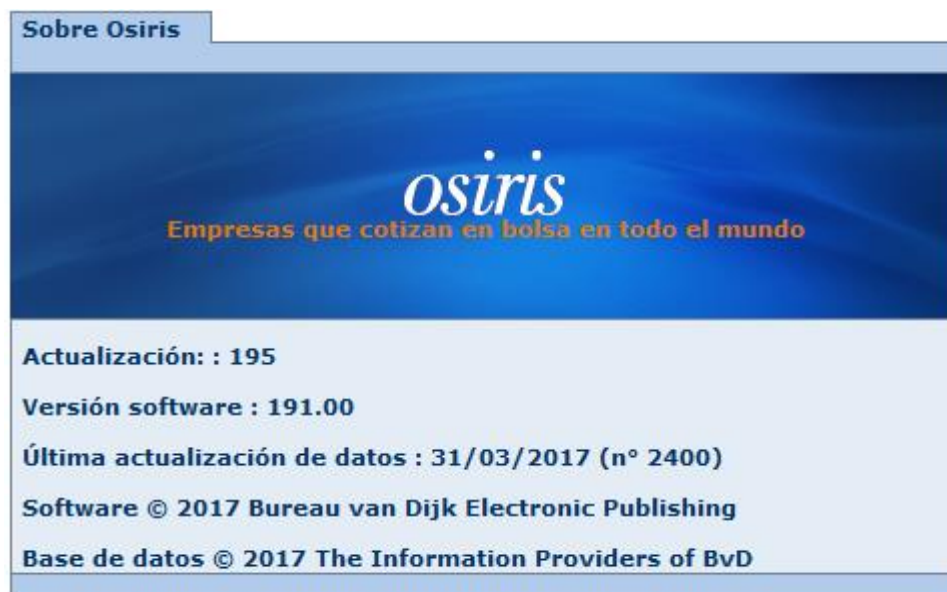 Sobre Osiris
osiris
Empresas que cotizan en bolsa en todo el mundo
Actualización: : 195
Versión software : 191.00
Última actualización de datos : 31/03/2017 (n° 2400)
Software © 2017 Bureau van Dijk Electronic Publishing
Base de datos © 2017 The Information Providers of BvD